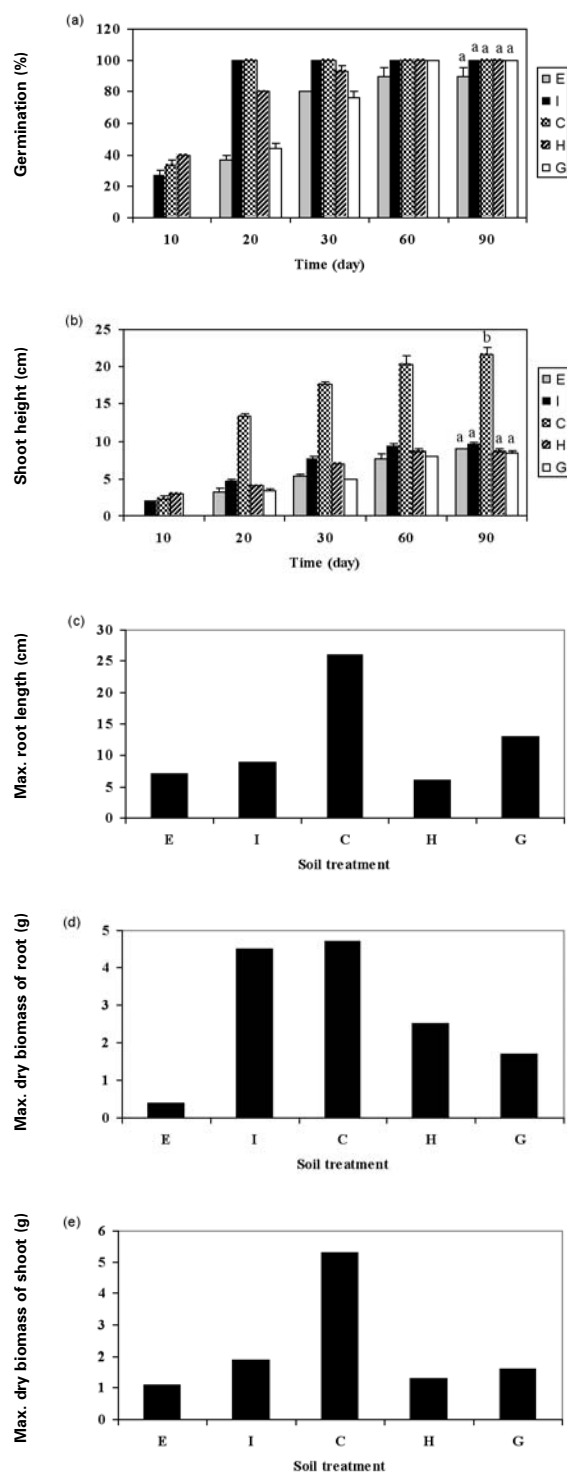 (a)
Germination (%)
120
100
80
60
40
20
0
10 20 30 60 90
Time (day)
a a a a a
E
I
C
H
G
(b)
Shoot height (cm)
25
20
15
10
5
0
10 20 30 60 90
Time (day)
a a b a a
E
I
C
H
G
(c)
Max. root length (cm)
30
25
20
15
10
5
0
E I C H G
Soil treatment
(d)
Max. dry biomass of root (g)
5
4
3
2
1
0
E I C H G
Soil treatment
(e)
Max. dry biomass of shoot (g)
6
5
4
3
2
1
0
E I C H G
Soil treatment